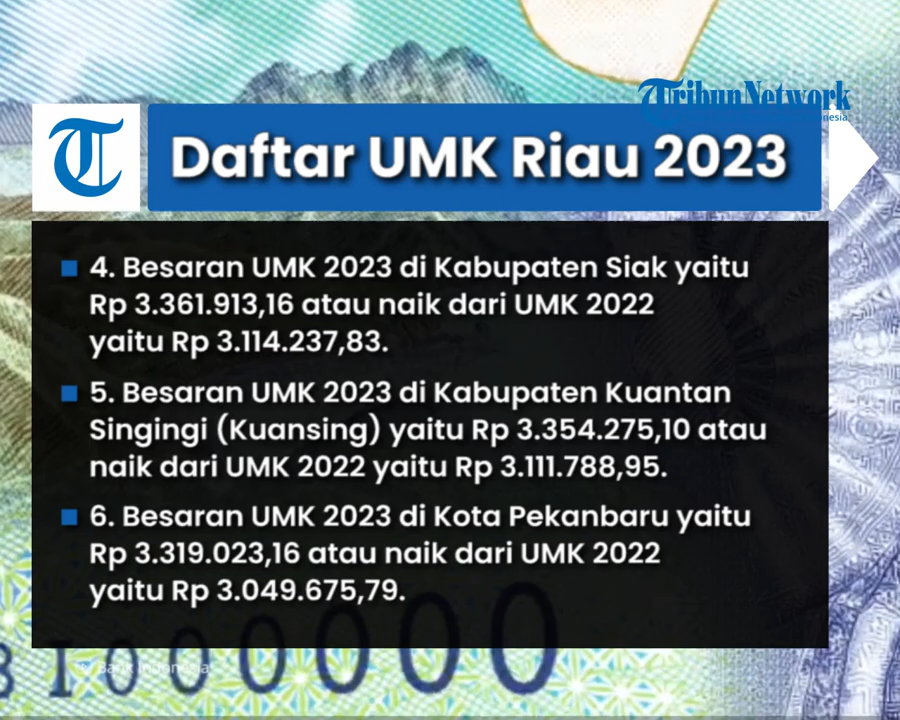 Tribun Network
T
Daftar UMK Riau 2023
4. Besaran UMK 2023 di Kabupaten Siak yaitu
Rp 3.361.913,16 atau naik dari UMK 2022
yaitu Rp 3.114.237,83.
5. Besaran UMK 2023 di Kabupaten Kuantan
Singingi (Kuansing) yaitu Rp 3.354.275,10 atau
naik dari UMK 2022 yaitu Rp 3.111.788,95.
6. Besaran UMK 2023 di Kota Pekanbaru yaitu
Rp 3.319.023,16 atau naik dari UMK 2022
yaitu Rp 3.049.675,79.
Bank Indonesia